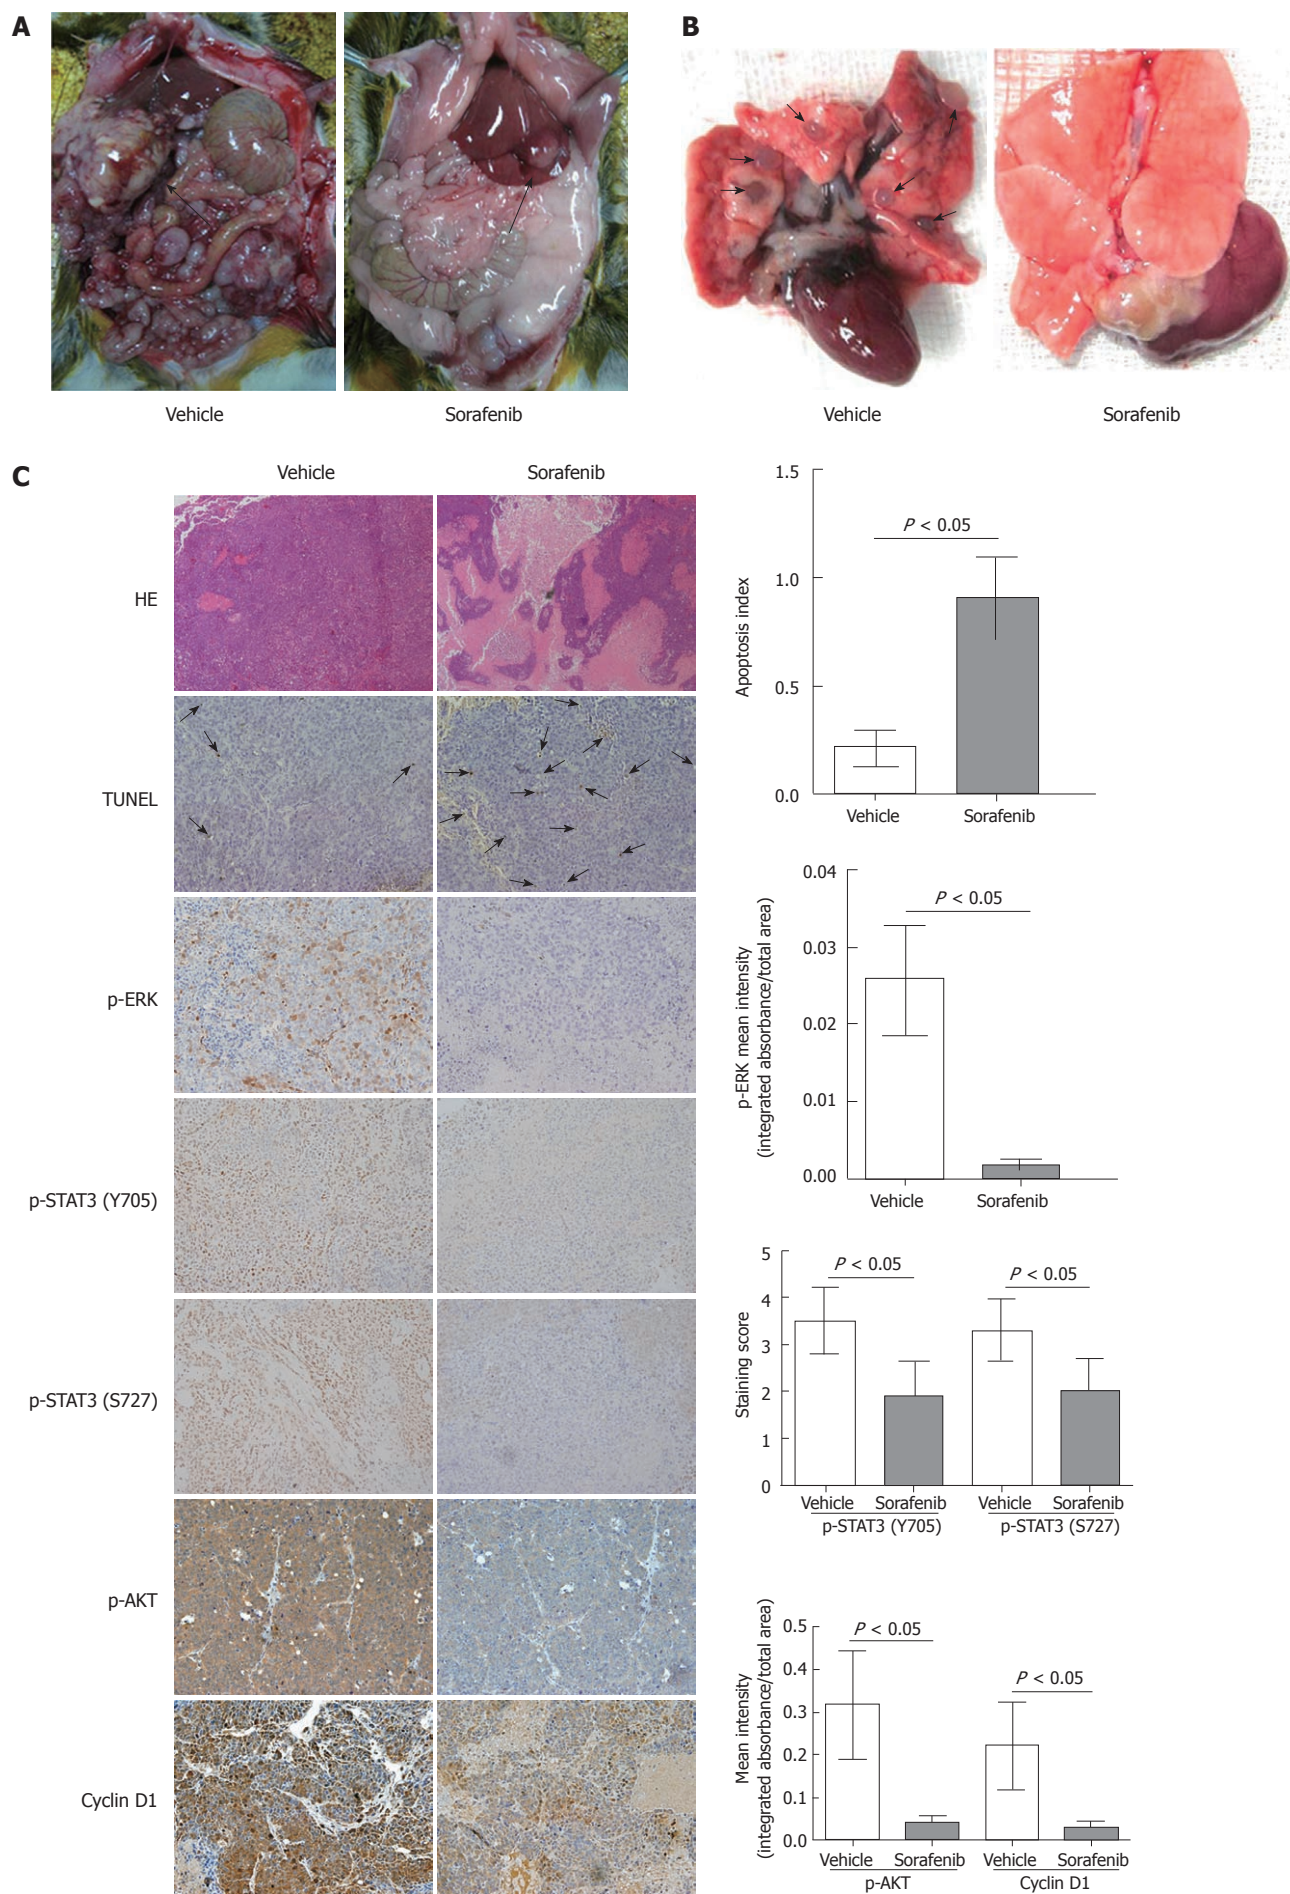 A
B
Vehicle
Sorafenib
Vehicle
Sorafenib
C
Vehicle
Sorafenib
HE
TUNEL
p-ERK
p-STAT3 (Y705)
p-STAT3 (S727)
p-AKT
Cyclin D1
1.5
1.0
0.5
0.0
Apoptosis index
P < 0.05
Vehicle
Sorafenib
0.04
0.03
0.02
0.01
0.00
p-ERK mean intensity
(integrated absorbance/total area)
P < 0.05
Vehicle
Sorafenib
5
4
3
2
1
0
Staining score
P < 0.05
P < 0.05
Vehicle Sorafenib Vehicle Sorafenib
p-STAT3 (Y705) p-STAT3 (S727)
0.5
0.4
0.3
0.2
0.1
0.0
Mean intensity
(integrated absorbance/total area)
P < 0.05
P < 0.05
Vehicle Sorafenib Vehicle Sorafenib
p-AKT Cyclin D1